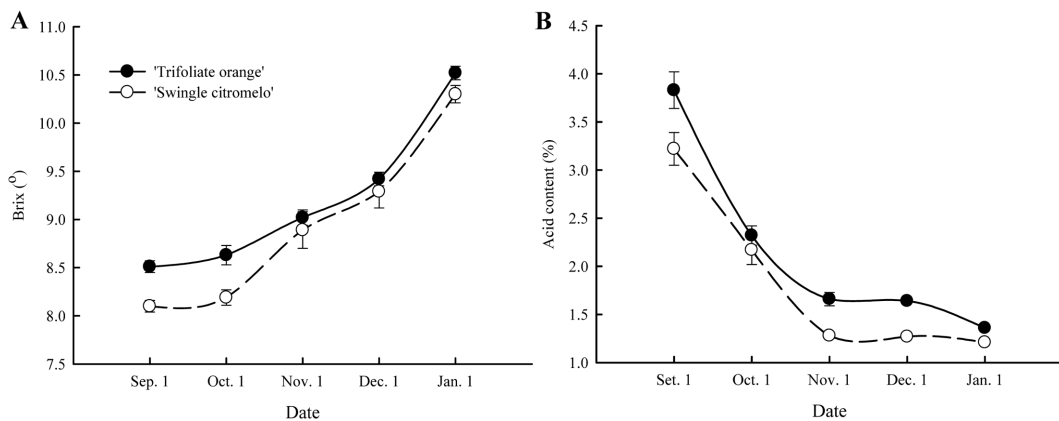 A
11.0
10.5
10.0
9.5
9.0
8.5
8.0
7.5
Brix (o)
'Trifoliate orange'
'Swingle citromelo'
Sep. 1 Oct. 1 Nov. 1 Dec. 1 Jan. 1
Date
B
4.5
4.0
3.5
3.0
2.5
2.0
1.5
1.0
Acid content (%)
Set. 1 Oct. 1 Nov. 1 Dec. 1 Jan. 1
Date